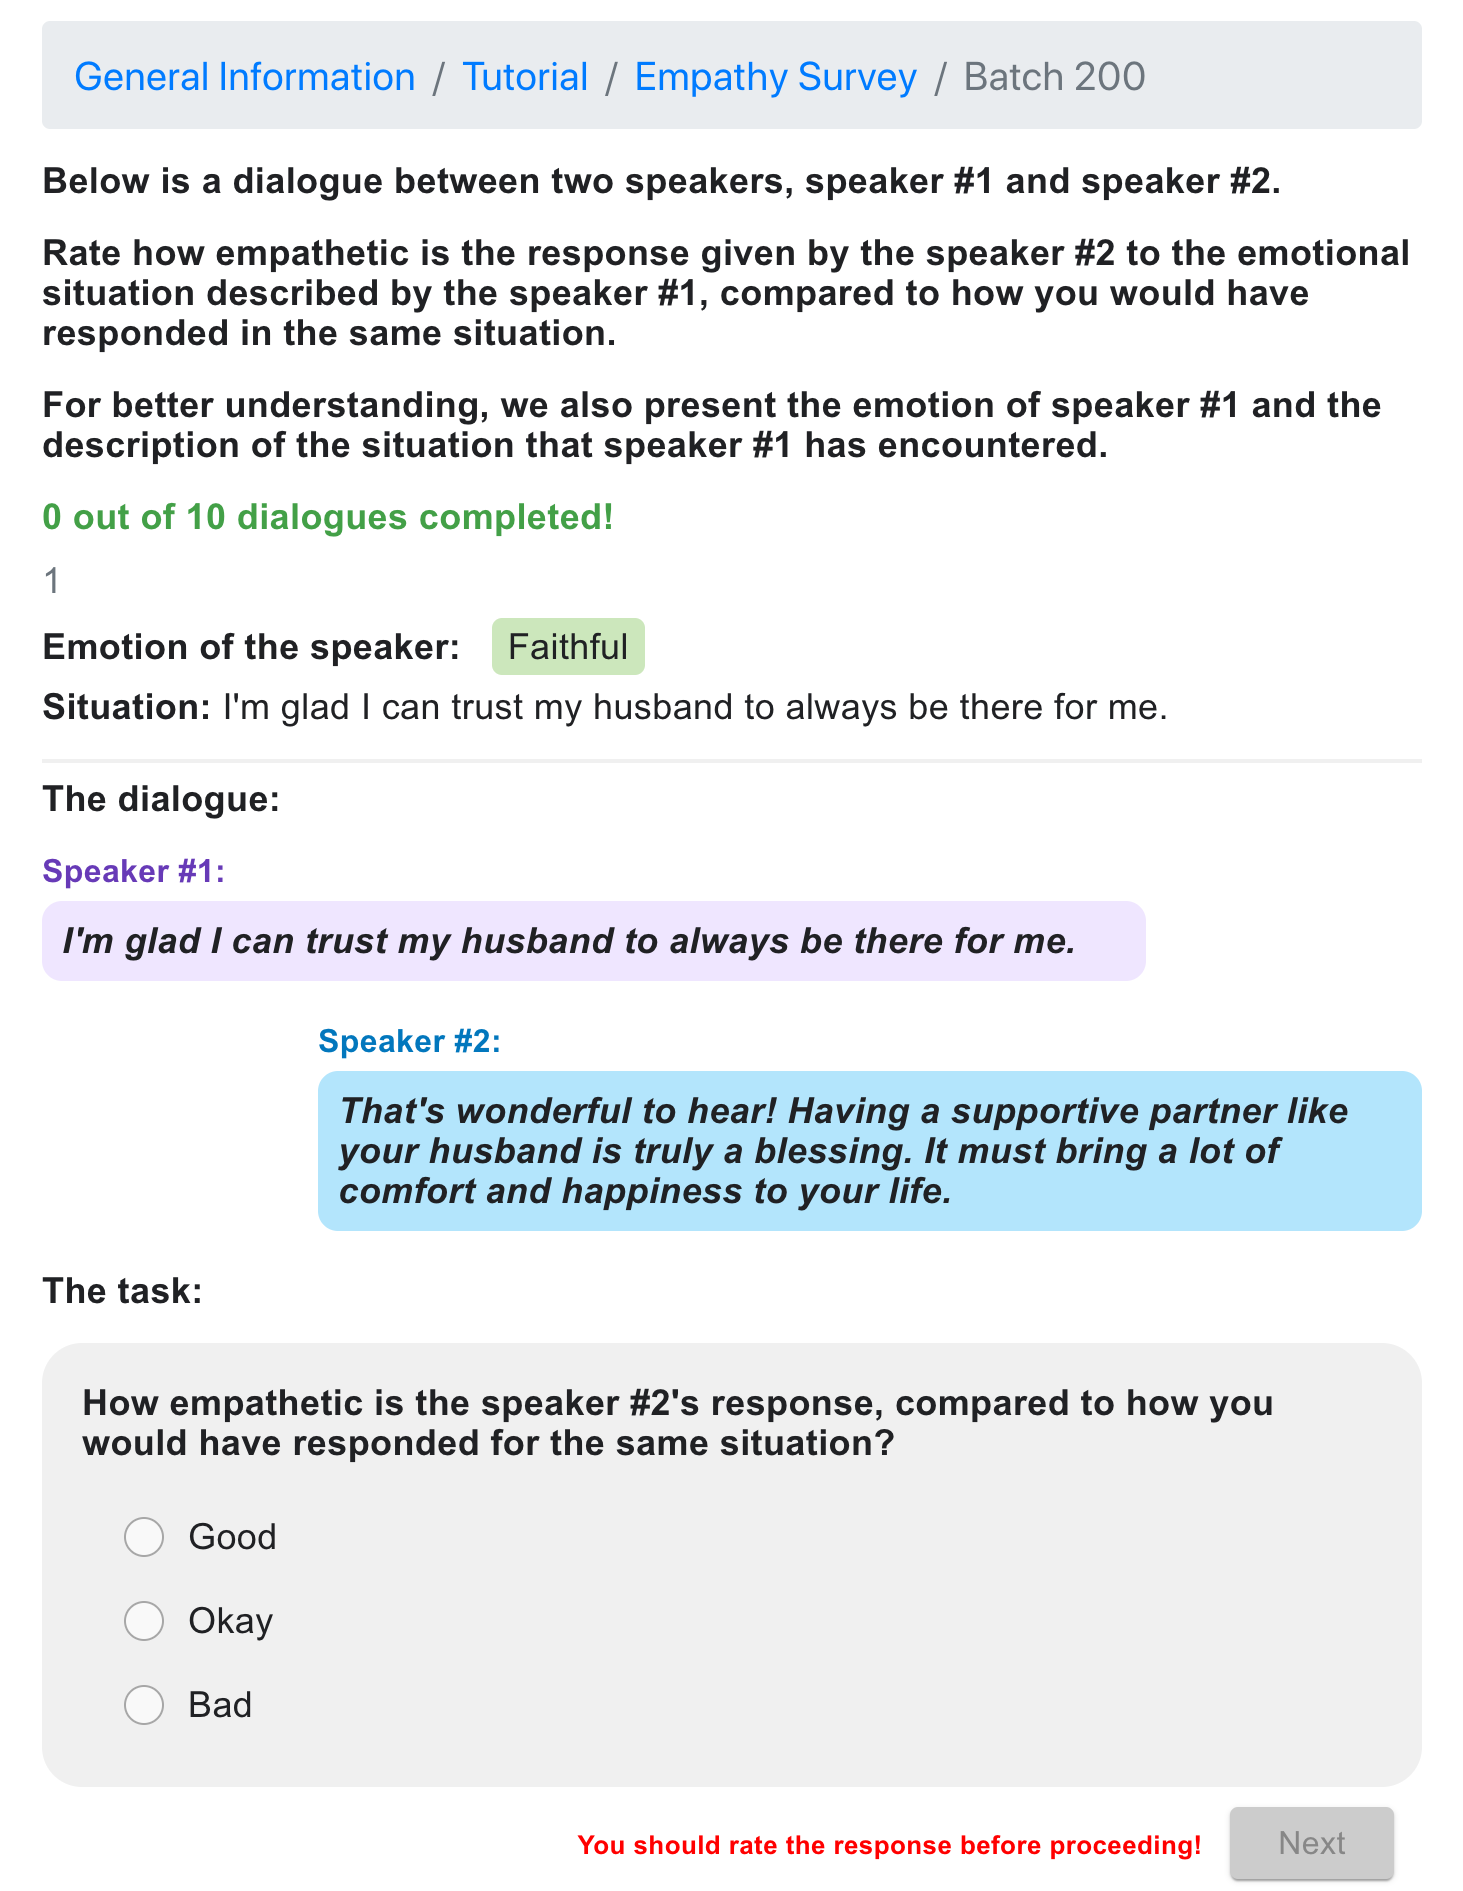 General Information / Tutorial / Empathy Survey / Batch 200
Below is a dialogue between two speakers, speaker #1 and speaker #2.
Rate how empathetic is the response given by the speaker #2 to the emotional
situation described by the speaker #1, compared to how you would have
responded in the same situation.
For better understanding, we also present the emotion of speaker #1 and the
description of the situation that speaker #1 has encountered.
0 out of 10 dialogues completed!
1
Emotion of the speaker: Faithful
Situation: I'm glad I can trust my husband to always be there for me.
The dialogue:
Speaker #1:
I'm glad I can trust my husband to always be there for me.
Speaker #2:
That's wonderful to hear! Having a supportive partner like
your husband is truly a blessing. It must bring a lot of
comfort and happiness to your life.
The task:
How empathetic is the speaker #2's response, compared to how you
would have responded for the same situation?
Good
Okay
Bad
You should rate the response before proceeding! Next